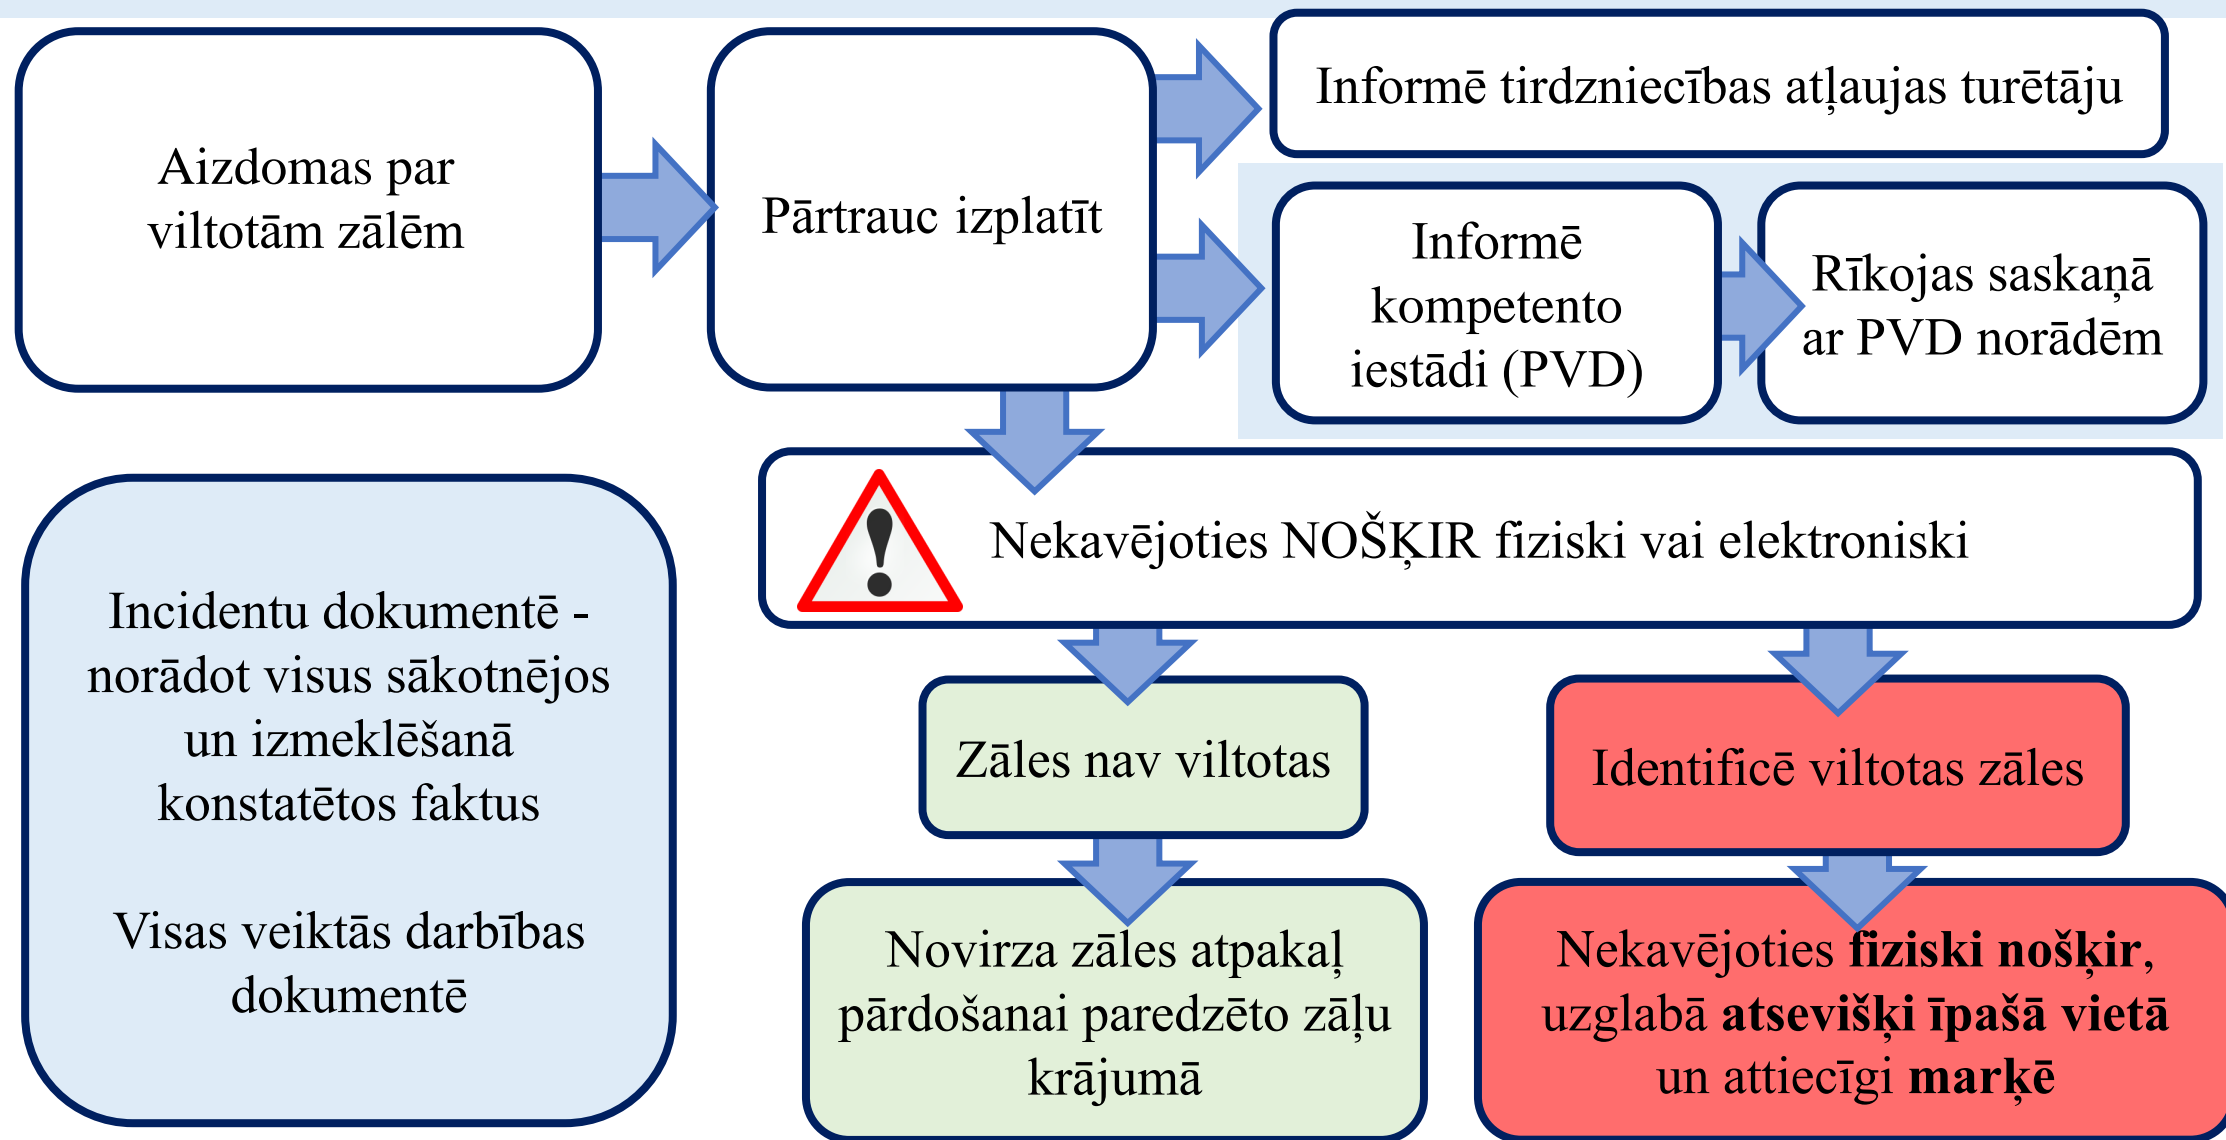 Aizdomas par
viltotām zālēm
Pārtrauc izplatīt
Informē tirdzniecības atļaujas turētāju
Informē
kompetento
iestādi (PVD)
Rīkojas saskaņā
ar PVD norādēm
Nekavējoties NOŠĶIR fiziski vai elektroniski
Incidentu dokumentē -
norādot visus sākotnējos
un izmeklēšanā
konstatētos faktus
Visas veiktās darbības
dokumentē
Zāles nav viltotas
Identificē viltotas zāles
Novirza zāles atpakaļ
pārdošanai paredzēto zāļu
krājumā
Nekavējoties fiziski nošķir,
uzglabā atsevišķi īpašā vietā
un attiecīgi marķē